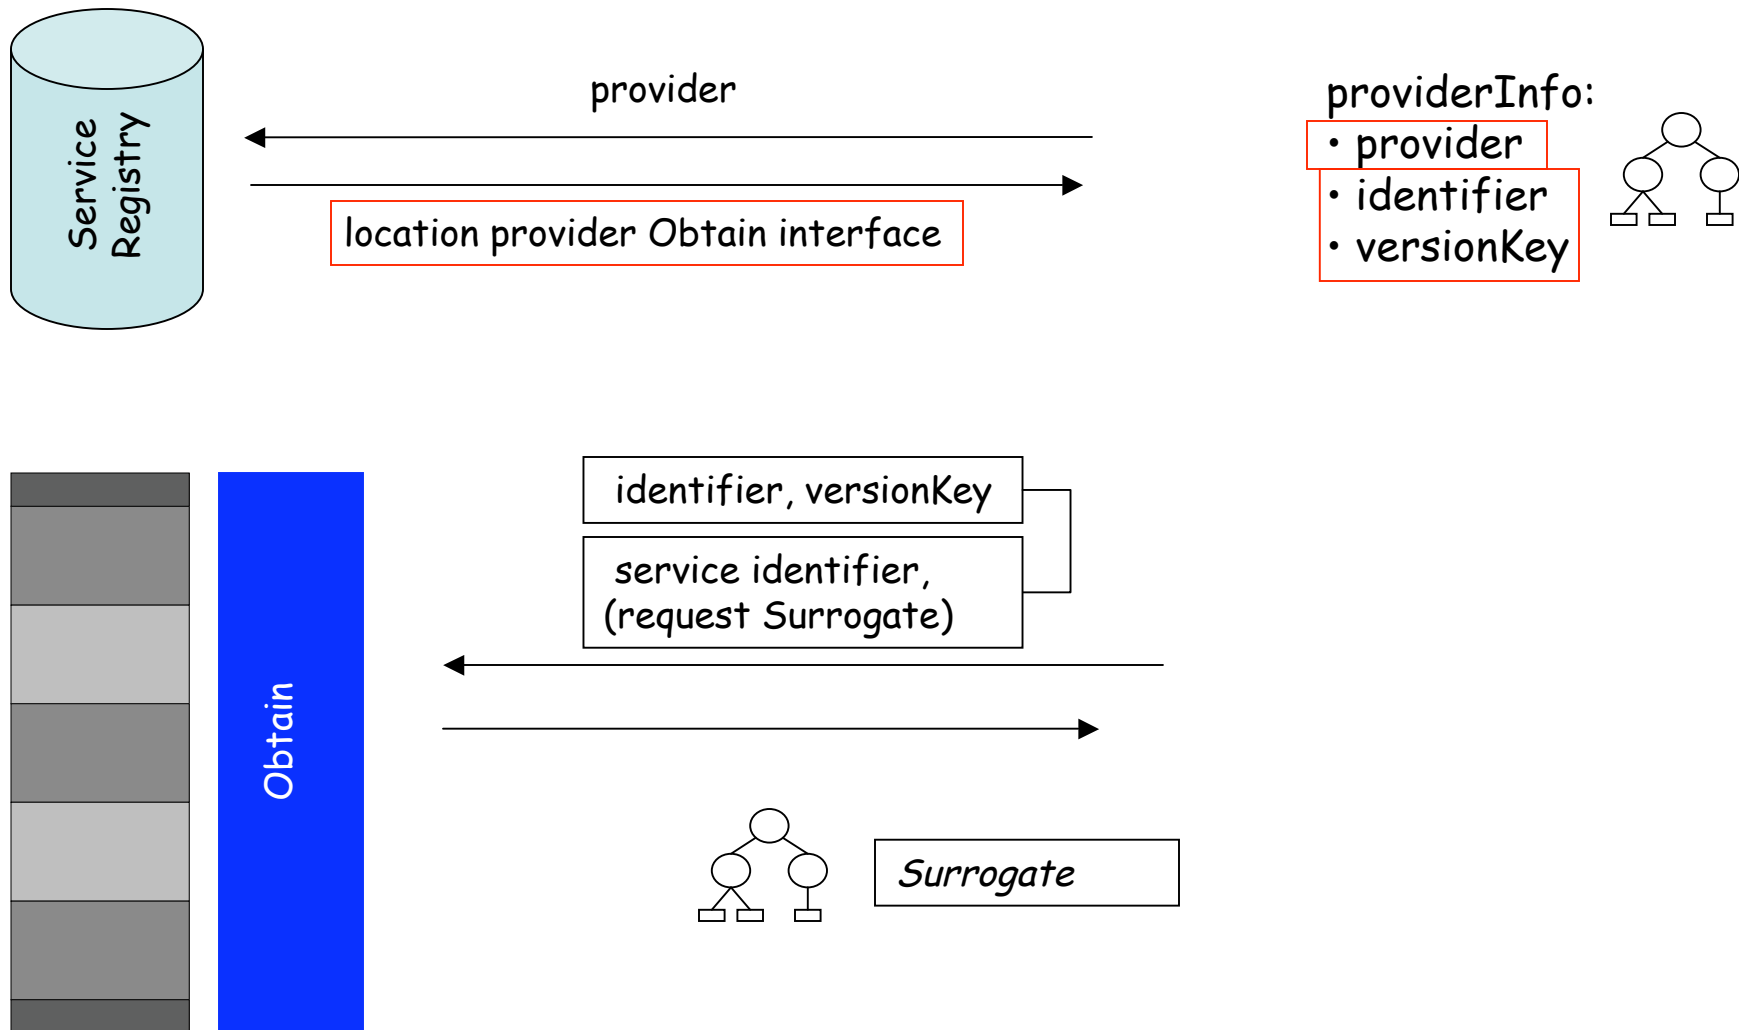 Service
Registry
provider
location provider Obtain interface
providerInfo:
• provider
• identifier
• versionKey
identifier, versionKey
service identifier,
(request Surrogate)
Obtain
Surrogate